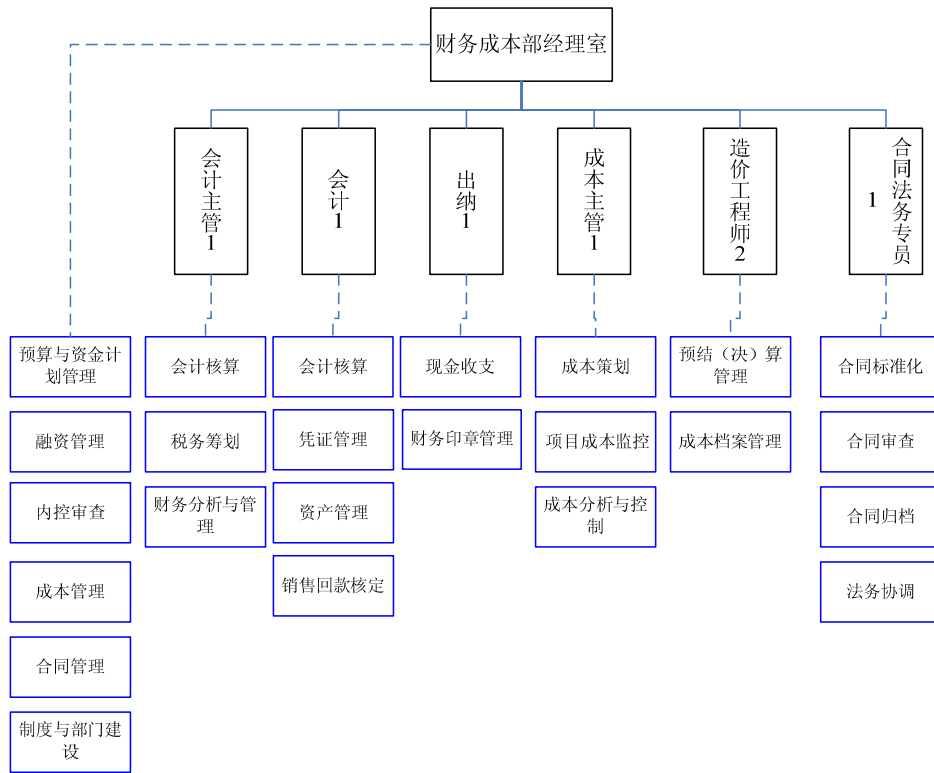 财务成本部经理室
会计主管1
会计1
出纳1
成本主管1
造价工程师2
合同法务专员
1
预算与资金计
划管理
融资管理
内控审查
成本管理
合同管理
制度与部门建
设
会计核算
税务筹划
财务分析与管
理
会计核算
凭证管理
资产管理
销售回款核定
现金收支
财务印章管理
成本策划
项目成本监控
成本分析与控
制
预结（决）算
管理
成本档案管理
合同标准化
合同审查
合同归档
法务协调